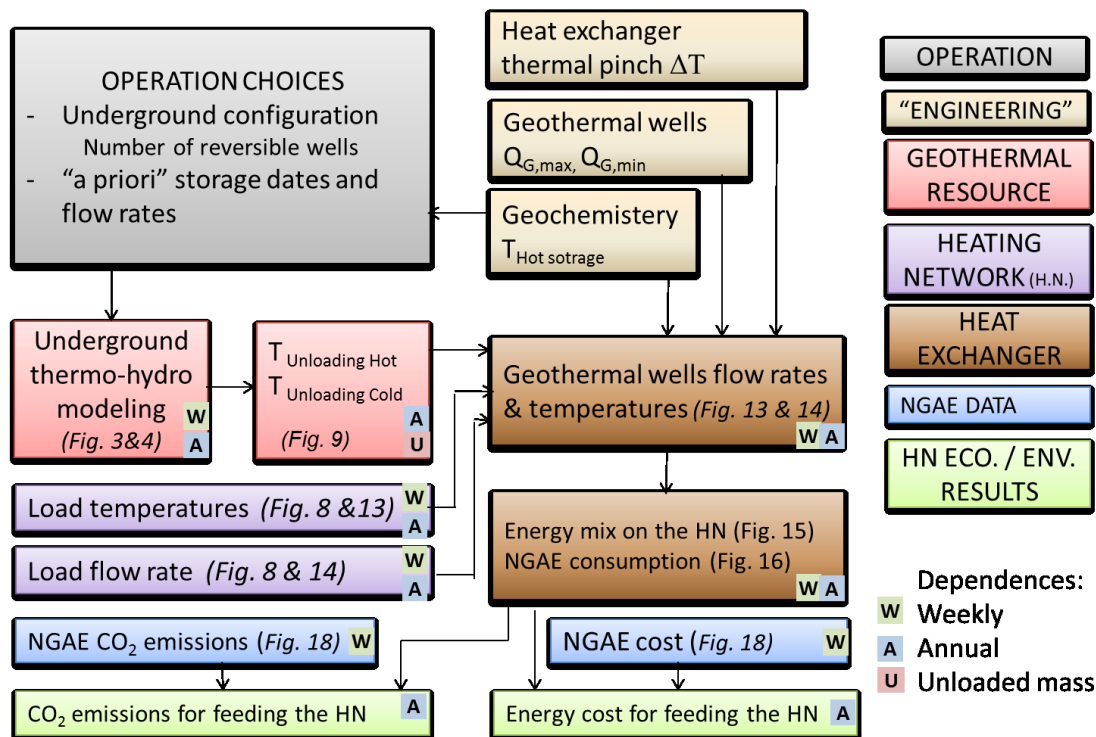 OPERATION CHOICES
- Underground configuration
Number of reversible wells
- “a priori” storage dates and
flow rates
Heat exchanger
thermal pinch ΔT
Geothermal wells
QG,max, QG,min
Geochemistery
THot sotrage
Underground
thermo-hydro
modeling
(Fig. 3&4)
W
A
T Unloading Hot
T Unloading Cold
(Fig. 9)
A
U
Geothermal wells flow rates
& temperatures (Fig. 13 & 14)
W A
Load temperatures (Fig. 8 &13)
W
A
Load flow rate (Fig. 8 & 14)
W
A
Energy mix on the HN (Fig. 15)
NGAE consumption (Fig. 16)
W A
NGAE CO2 emissions (Fig. 18) W
NGAE cost (Fig. 18) W
CO2 emissions for feeding the HN A
Energy cost for feeding the HN A
OPERATION
“ENGINEERING”
GEOTHERMAL
RESOURCE
HEATING
NETWORK (H.N.)
HEAT
EXCHANGER
NGAE DATA
HN ECO. / ENV.
RESULTS
Dependences:
W Weekly
A Annual
U Unloaded mass